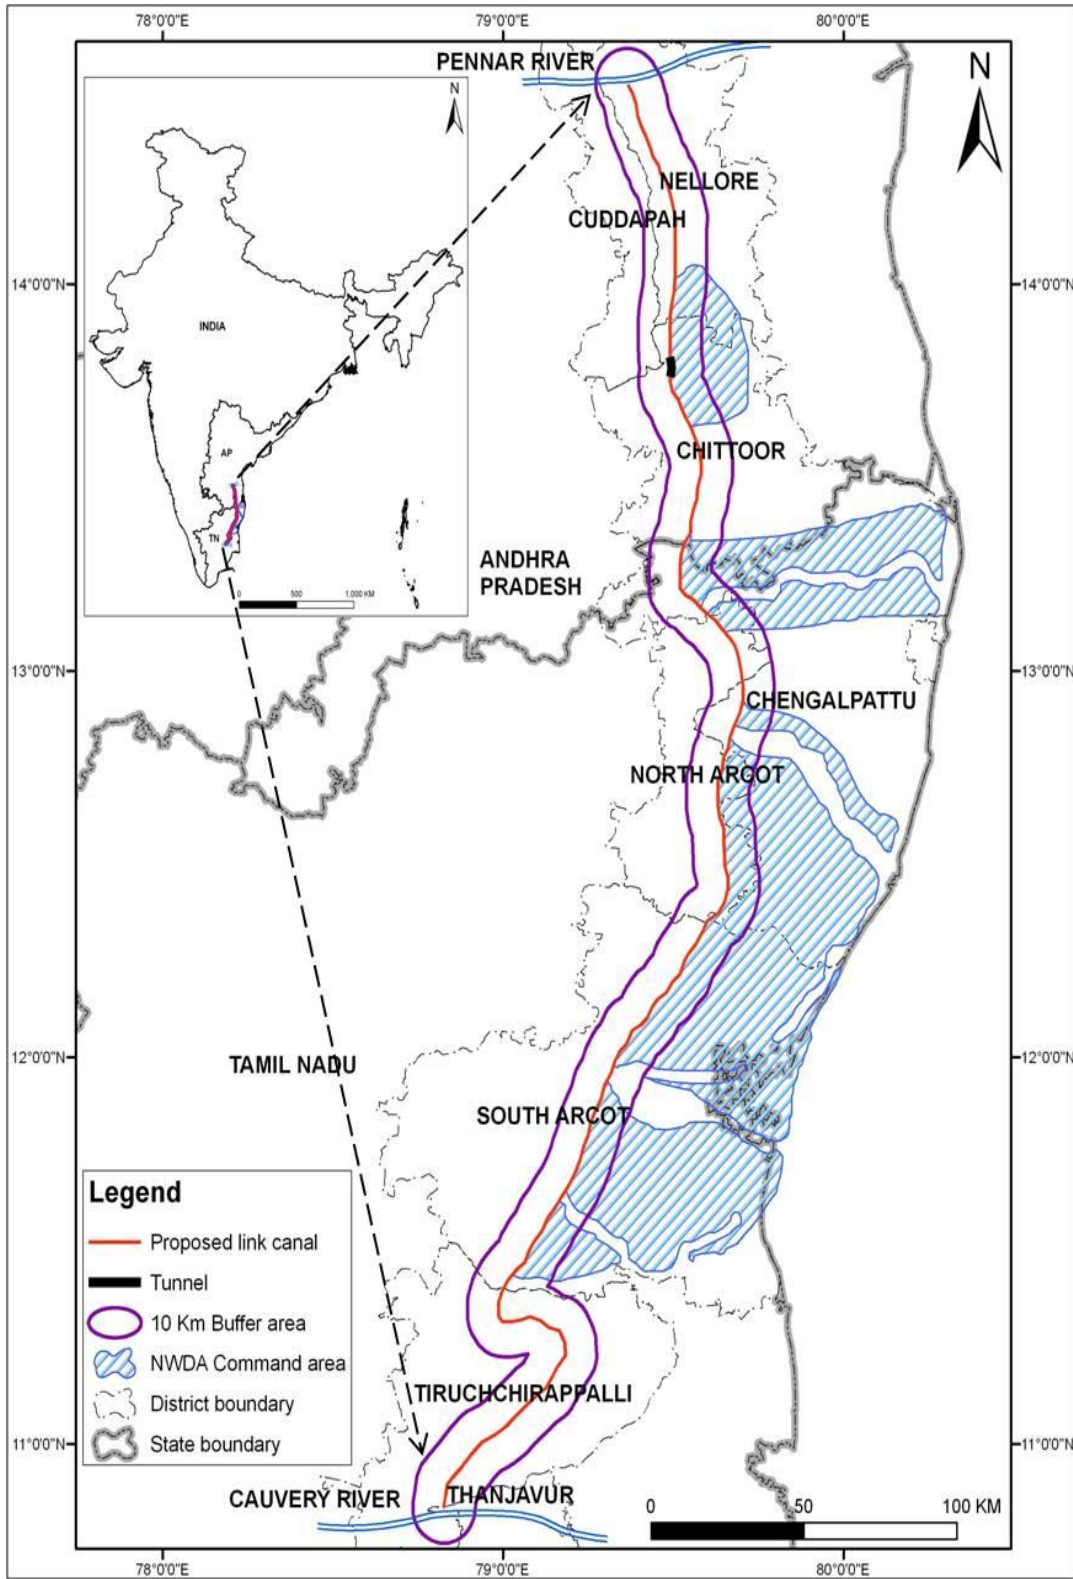 78°0'0"E
79°0'0"E
80°0'0"E
PENNAR RIVER
N
N
NELLORE
CUDDAPAH
14°0'0"N
14°0'0"N
INDIA
AP
TN
0 500 1,000 KM
CHITTOOR
ANDHRA
PRADESH
13°0'0"N
13°0'0"N
CHENGALPATTU
NORTH ARCOT
12°0'0"N
12°0'0"N
TAMIL NADU
SOUTH ARCOT
Legend
Proposed link canal
Tunnel
10 Km Buffer area
NWDA Command area
District boundary
State boundary
TIRUCHCHIRAPPALLI
11°0'0"N
11°0'0"N
CAUVERY RIVER
THANJAVUR
0 50 100 KM
78°0'0"E
79°0'0"E
80°0'0"E